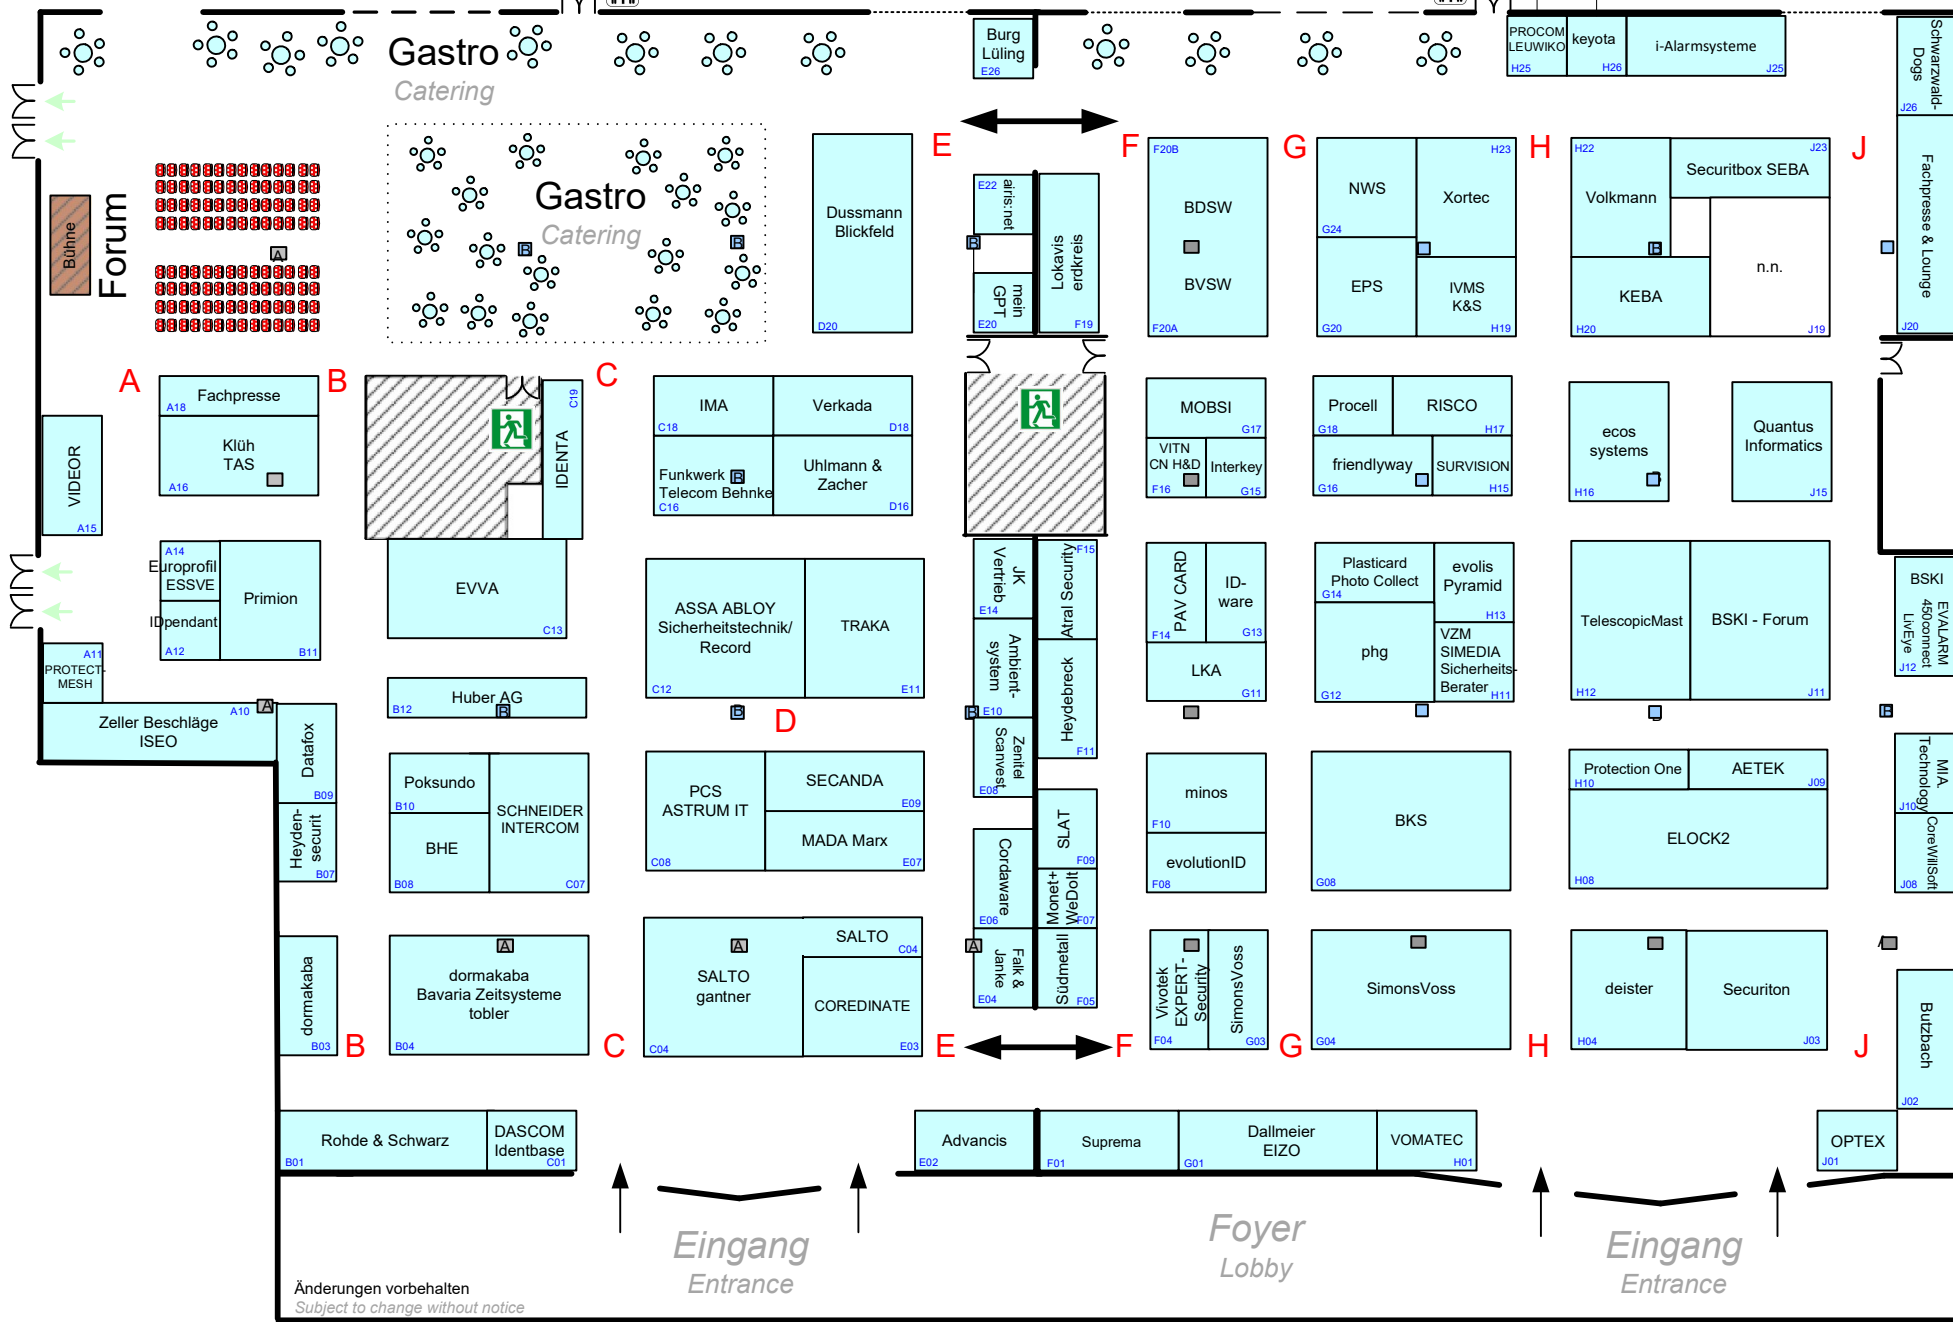 Gastro
Catering
Burg
Lüling
E26
PROCOM
LEUWIKO
H25
keyota
H26
i-Alarmsysteme
J25
Schwarzwald-
Dogs
J26
Forum
Bühne
A
Gastro
Catering
B
B
Dussmann
Blickfeld
D20
E
F
G
H
J
E22
airis:net
B
mein
GPT
E20
Lokavis
erdkreis
F19
F20B
BDSW
BVSW
F20A
NWS
G24
H23
Xortec
EPS
G20
IVMS
K&S
H19
H22
Volkmann
B
J23
Securitbox SEBA
KEBA
H20
n.n.
J19
Fachpresse & Lounge
J20
A
B
C
Fachpresse
A18
Klüh
TAS
A16
VIDEOR
A15
C19
IDENTA
IMA
C18
Verkada
D18
Funkwerk
Telecom Behnke
B
C16
Uhlmann &
Zacher
D16
MOBSI
G17
VITN
CN H&D
F16
Interkey
G15
Procell
G18
RISCO
H17
friendlyway
G16
SURVISION
H15
ecos
systems
H16
Quantus
Informatics
J15
A14
Europrofil
ESSVE
IDpendant
A12
Primion
B11
EVVA
C13
ASSA ABLOY
Sicherheitstechnik/
Record
C12
TRAKA
E11
JK
Vertrieb
E14
F15
Atral Security
Ambient-
system
E10
Heydebreck
F11
PAV CARD
F14
ID-
ware
G13
LKA
G11
Plasticard
Photo Collect
G14
evolis
Pyramid
H13
phg
G12
VZM
SIMEDIA
Sicherheits-
Berater
H11
TelescopicMast
H12
BSKI - Forum
J11
BSKI
EVALARM
450connect
LivEye
J12
A11
PROTECT-
MESH
A10
A
Zeller Beschläge
ISEO
Huber AG
B12
B
B
D
B
B
Datafox
B09
Heyden-
securit
B07
Poksundo
B10
BHE
B08
SCHNEIDER
INTERCOM
C07
PCS
ASTRUM IT
C08
SECANDA
E09
MADA Marx
E07
Zenitel
Scanvest
E08
SLAT
F09
Cordaware
E06
Monet+
WeDoIt
F07
minos
F10
evolutionID
F08
BKS
G08
Protection One
H10
AETEK
J09
ELOCK2
H08
MIA.
Technology
J10
CoreWillSoft
J08
dormakaba
B03
A
dormakaba
Bavaria Zeitsysteme
tobler
B04
A
SALTO
gantner
C04
SALTO
C04
COREDINATE
E03
A
Falk &
Janke
E04
Südmetall
F05
Vivotek
EXPERT-
Security
F04
SimonsVoss
G03
SimonsVoss
G04
deister
H04
Securiton
J03
Butzbach
J02
B
C
E
F
G
H
J
Rohde & Schwarz
B01
DASCOM
Identbase
C01
Advancis
E02
Suprema
F01
Dallmeier
EIZO
G01
VOMATEC
H01
OPTEX
J01
Eingang
Entrance
Foyer
Lobby
Eingang
Entrance
Änderungen vorbehalten
Subject to change without notice